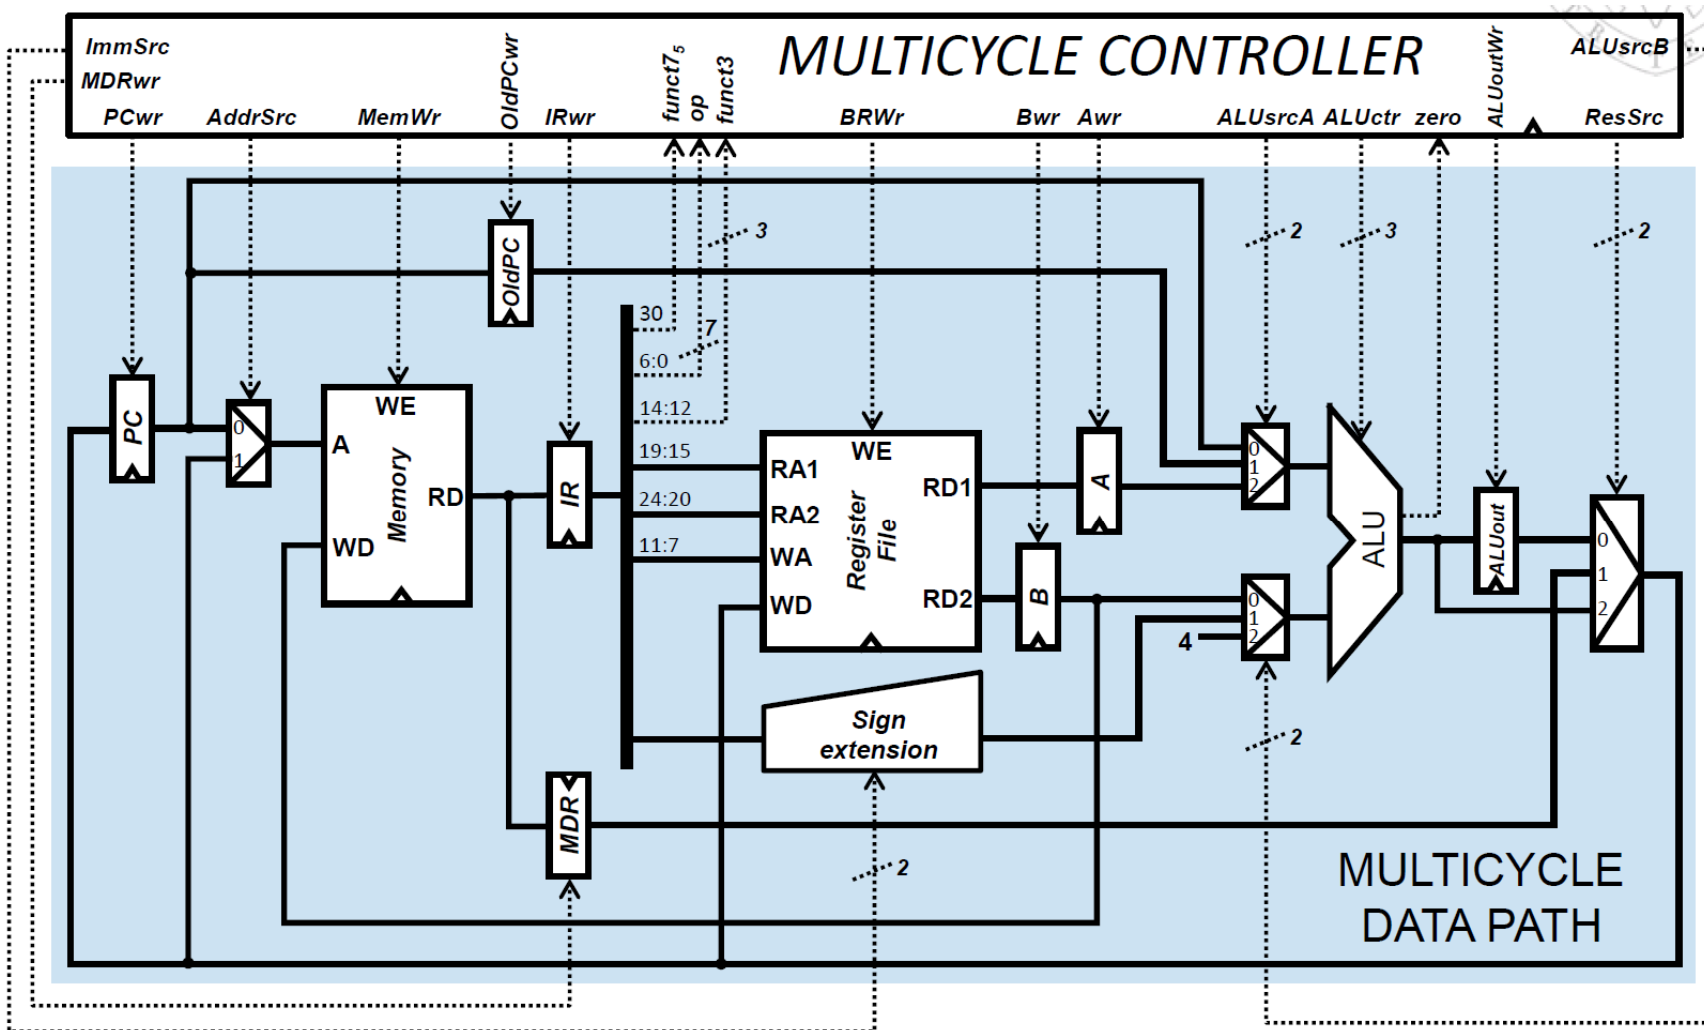 ImmSrc
MDRwr
PCwr
AddrSrc
MemWr
OldPCwr
IRwr
funct7₅
op
funct3
MULTICYCLE CONTROLLER
BRWr
Bwr
Awr
ALUsrcA
ALUctr
zero
ALUoutWr
ALUsrcB
ResSrc
3
2
3
2
OldPC
30
7
6:0
14:12
19:15
24:20
11:7
PC
0
1
WE
A
RD
WD
Memory
IR
WE
RA1
RA2
WA
WD
RD1
RD2
Register
File
A
B
0
1
2
0
1
2
4
ALU
ALUout
0
1
2
Sign
extension
2
MDR
2
MULTICYCLE
DATA PATH